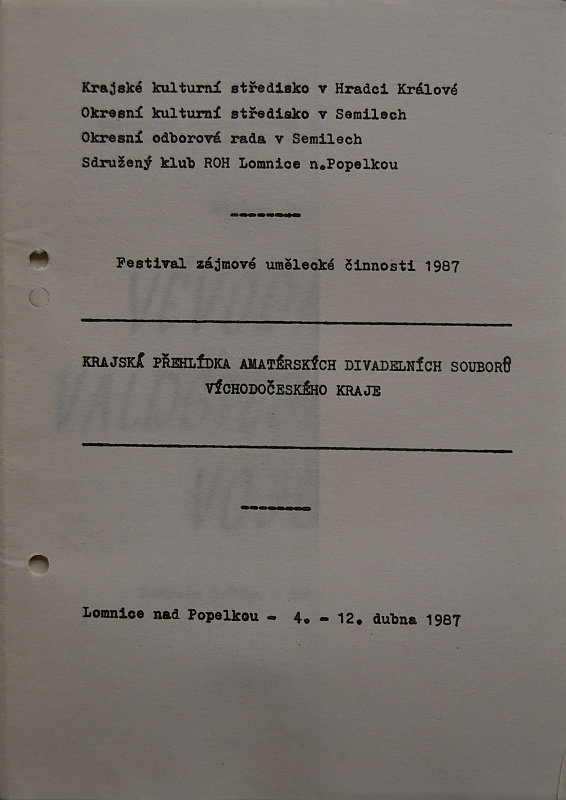 Krajské kulturní středisko v Hradci Králové
Okresní kulturní středisko v Semilech
Okresní odborová rada v Semilech
Sdružený klub ROH Lomnice n.Popelkou
Festival zájmové umělecké činnosti 1987
KRAJSKÁ PŘEHLÍDKA AMATÉRSKÝCH DIVADELNÍCH SOUBORŮ
VÝCHODOČESKÉHO KRAJE
Lomnice nad Popelkou - 4. - 12. dubna 1987